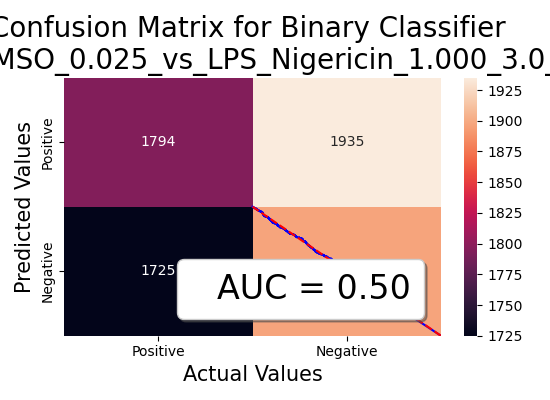 Confusion Matrix for Binary Classifier
MSO_0.025_vs_LPS_Nigericin_1.000_3.0_
Predicted Values
Positive
Negative
1794
1935
1725
AUC = 0.50
Positive
Negative
Actual Values
1925
1900
1875
1850
1825
1800
1775
1750
1725